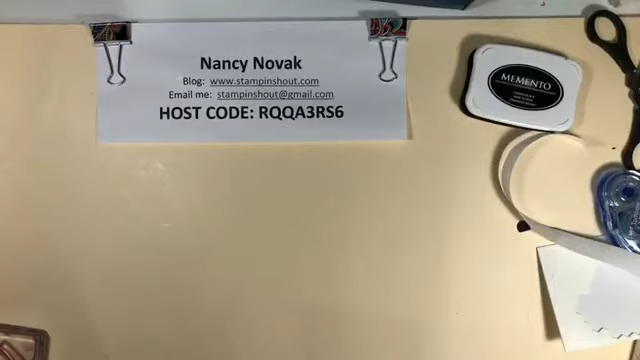 Nancy Novak
Blog: www.stampinshout.com
Email me: stampinshout@gmail.com
HOST CODE: RQQA3RS6
MEMENTO